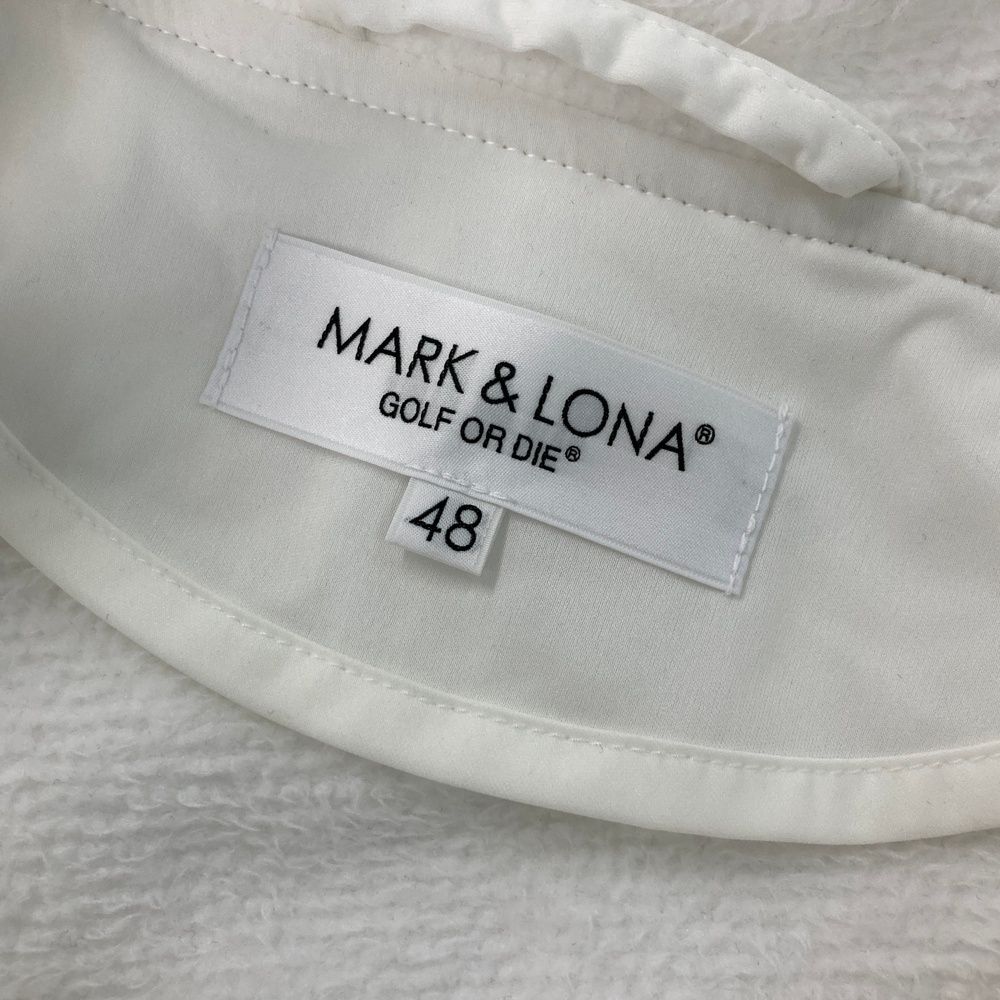 MARK & LONA®
GOLF OR DIE®
48